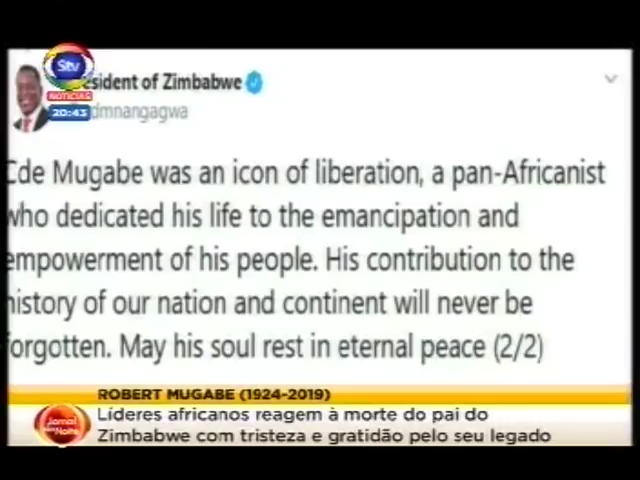 Stv
NOTÍCIAS
20:43
esident of Zimbabwe
dmnangagwa
Cde Mugabe was an icon of liberation, a pan-Africanist
who dedicated his life to the emancipation and
empowerment of his people. His contribution to the
history of our nation and continent will never be
forgotten. May his soul rest in eternal peace (2/2)
ROBERT MUGABE (1924-2019)
Líderes africanos reagem à morte do pai do
Zimbabwe com tristeza e gratidão pelo seu legado
Jornal
da Noite